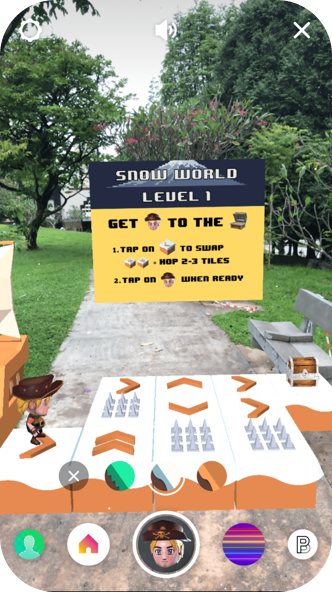 SNOW WORLD
LEVEL 1
GET TO THE
1. TAP ON TO SWAP
= HOP 2-3 TILES
2. TAP ON WHEN READY
B